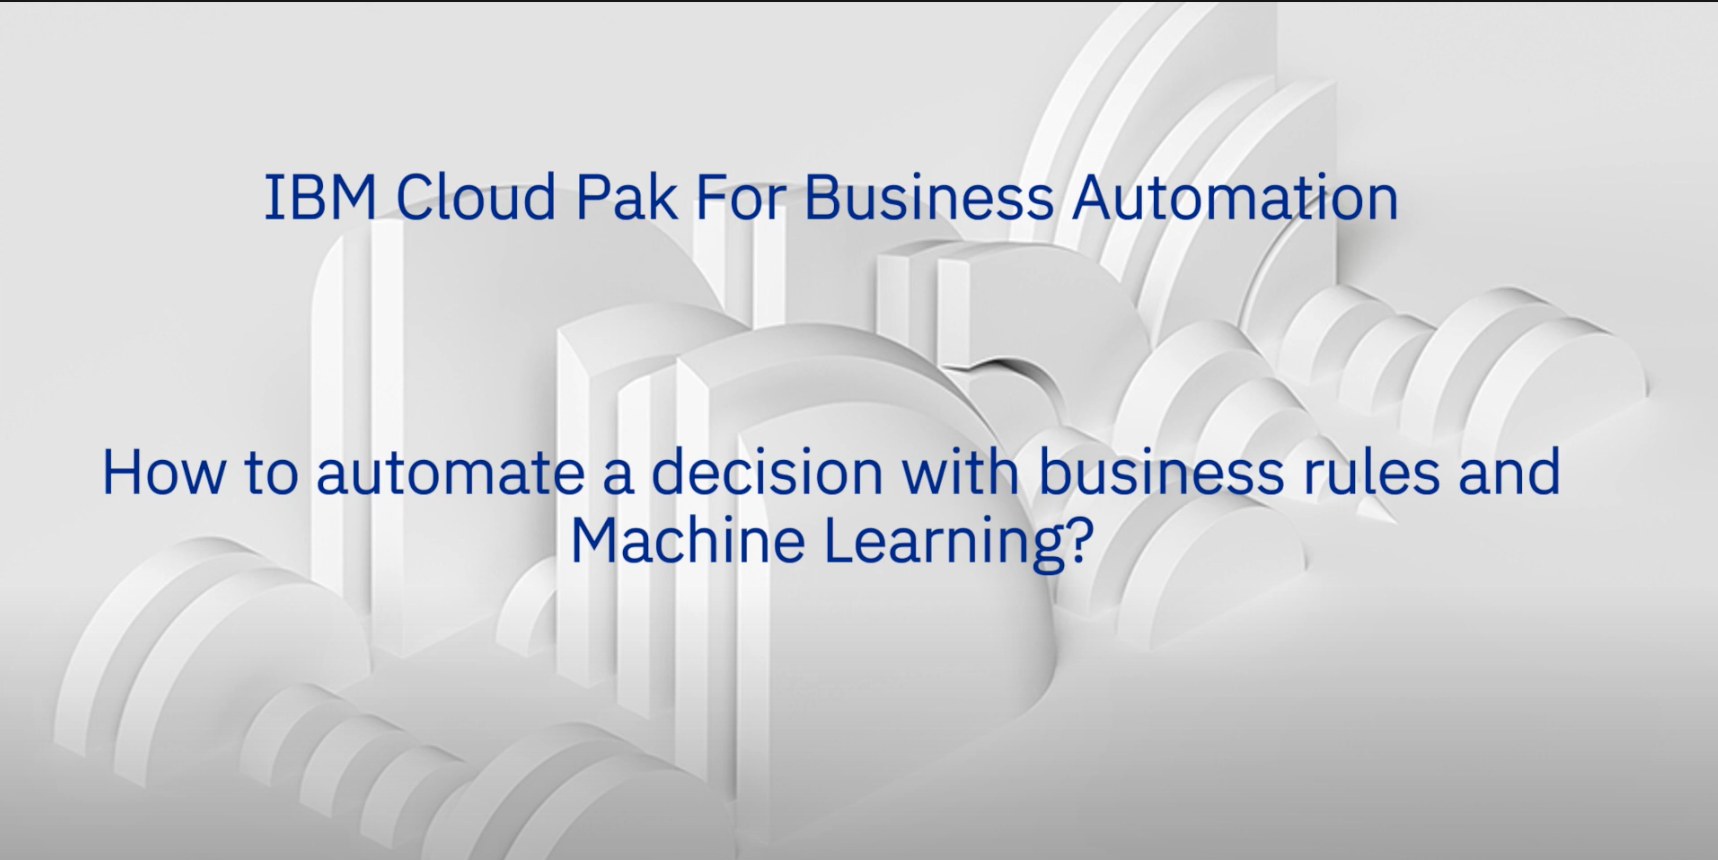 IBM Cloud Pak For Business Automation
How to automate a decision with business rules and
Machine Learning?